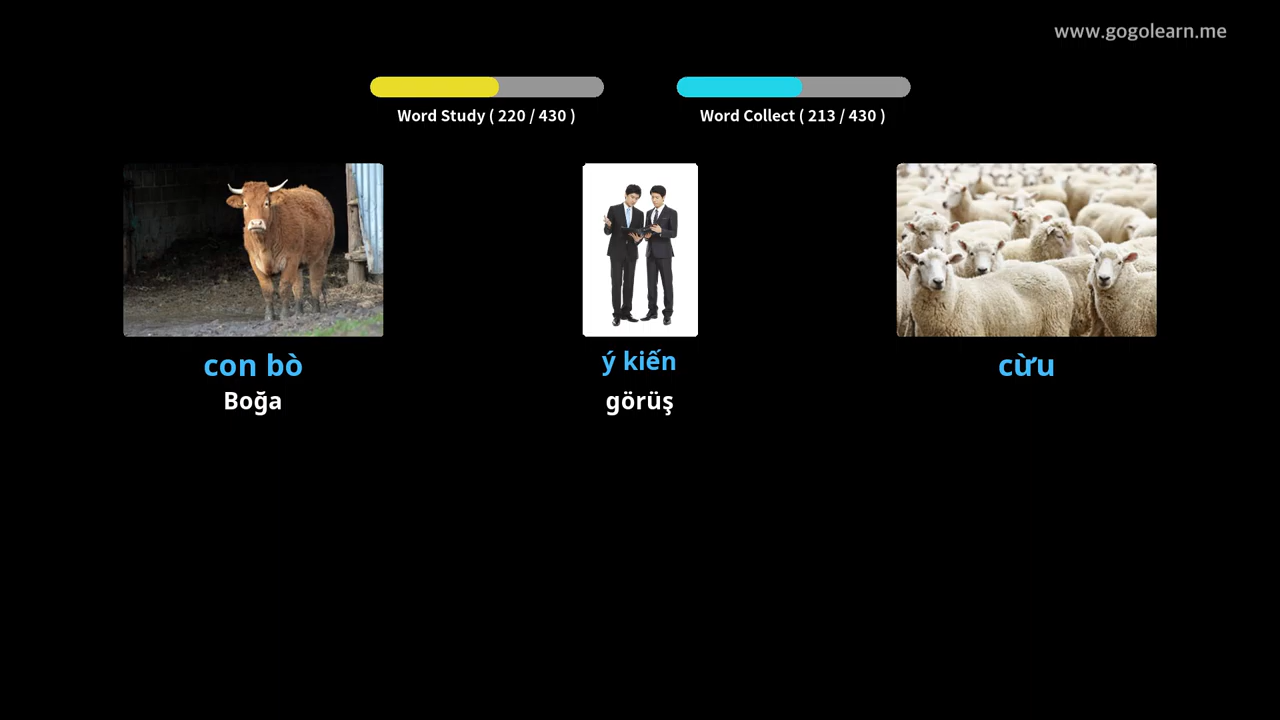 www.gogolearn.me
Word Study ( 220 / 430 )
Word Collect ( 213 / 430 )
con bò
ý kiến
cừu
Boğa
görüş